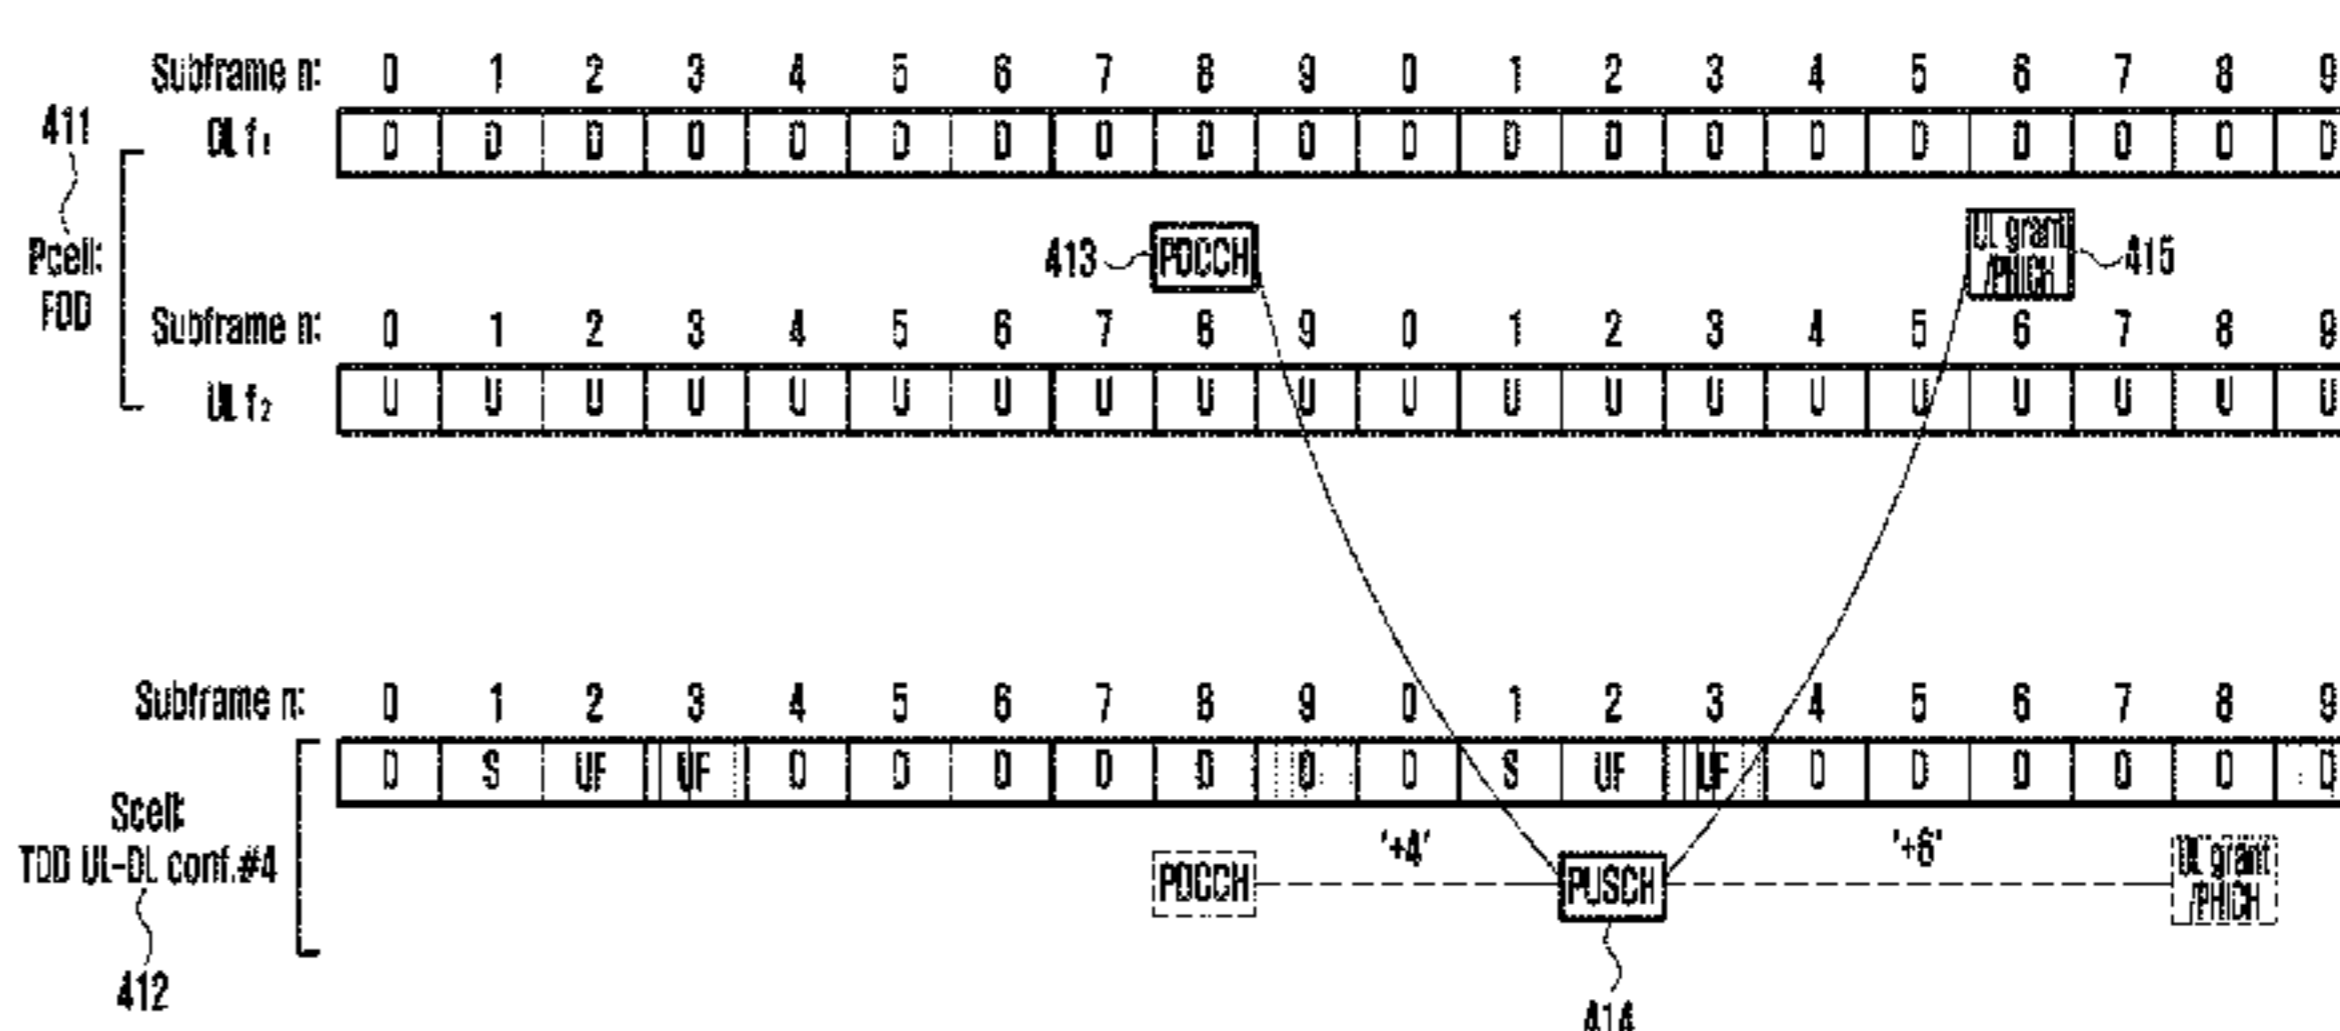 Subframe n: 0 1 2 3 4 5 6 7 8 9 0 1 2 3 4 5 6 7 8 9
411
DL f1 D D D D D D D D D D D D D D D D D D D D
413 PDCCH
UL grant /PHICH 415
Pcell: FDD
Subframe n: 0 1 2 3 4 5 6 7 8 9 0 1 2 3 4 5 6 7 8 9
UL f2 U U U U U U U U U U U U U U U U U U U U
Subframe n: 0 1 2 3 4 5 6 7 8 9 0 1 2 3 4 5 6 7 8 9
D S UF UF D D D D D D D S UF UF D D D D D D
Scell:
TDD UL-DL conf.#4
412
'+4' '+6'
PDCCH PUSCH UL grant /PHICH
414